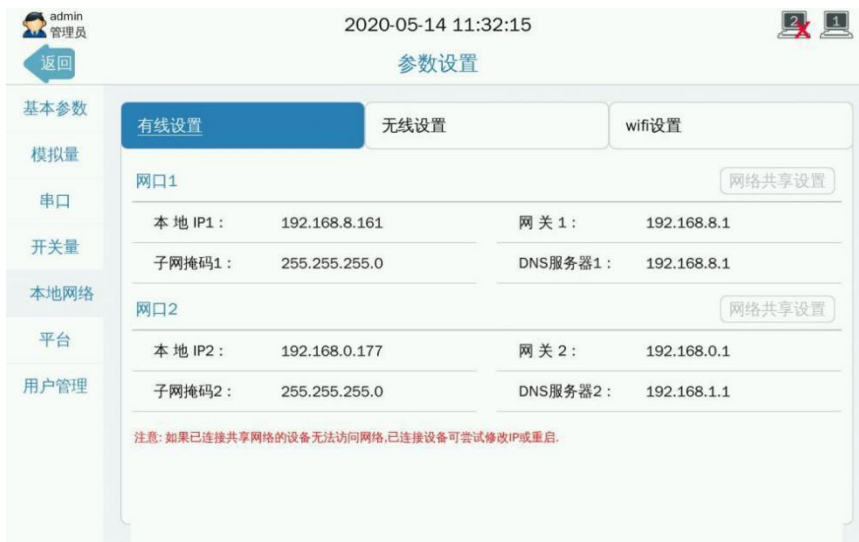 admin
管理员
2020-05-14 11:32:15
2
1
返回
参数设置
基本参数
模拟量
串口
开关量
本地网络
平台
用户管理
有线设置
无线设置
wifi设置
网口1
网络共享设置
本 地 IP1：
192.168.8.161
网 关 1：
192.168.8.1
子网掩码1：
255.255.255.0
DNS服务器1：
192.168.8.1
网口2
网络共享设置
本 地 IP2：
192.168.0.177
网 关 2：
192.168.0.1
子网掩码2：
255.255.255.0
DNS服务器2：
192.168.1.1
注意: 如果已连接共享网络的设备无法访问网络,已连接设备可尝试修改IP或重启.